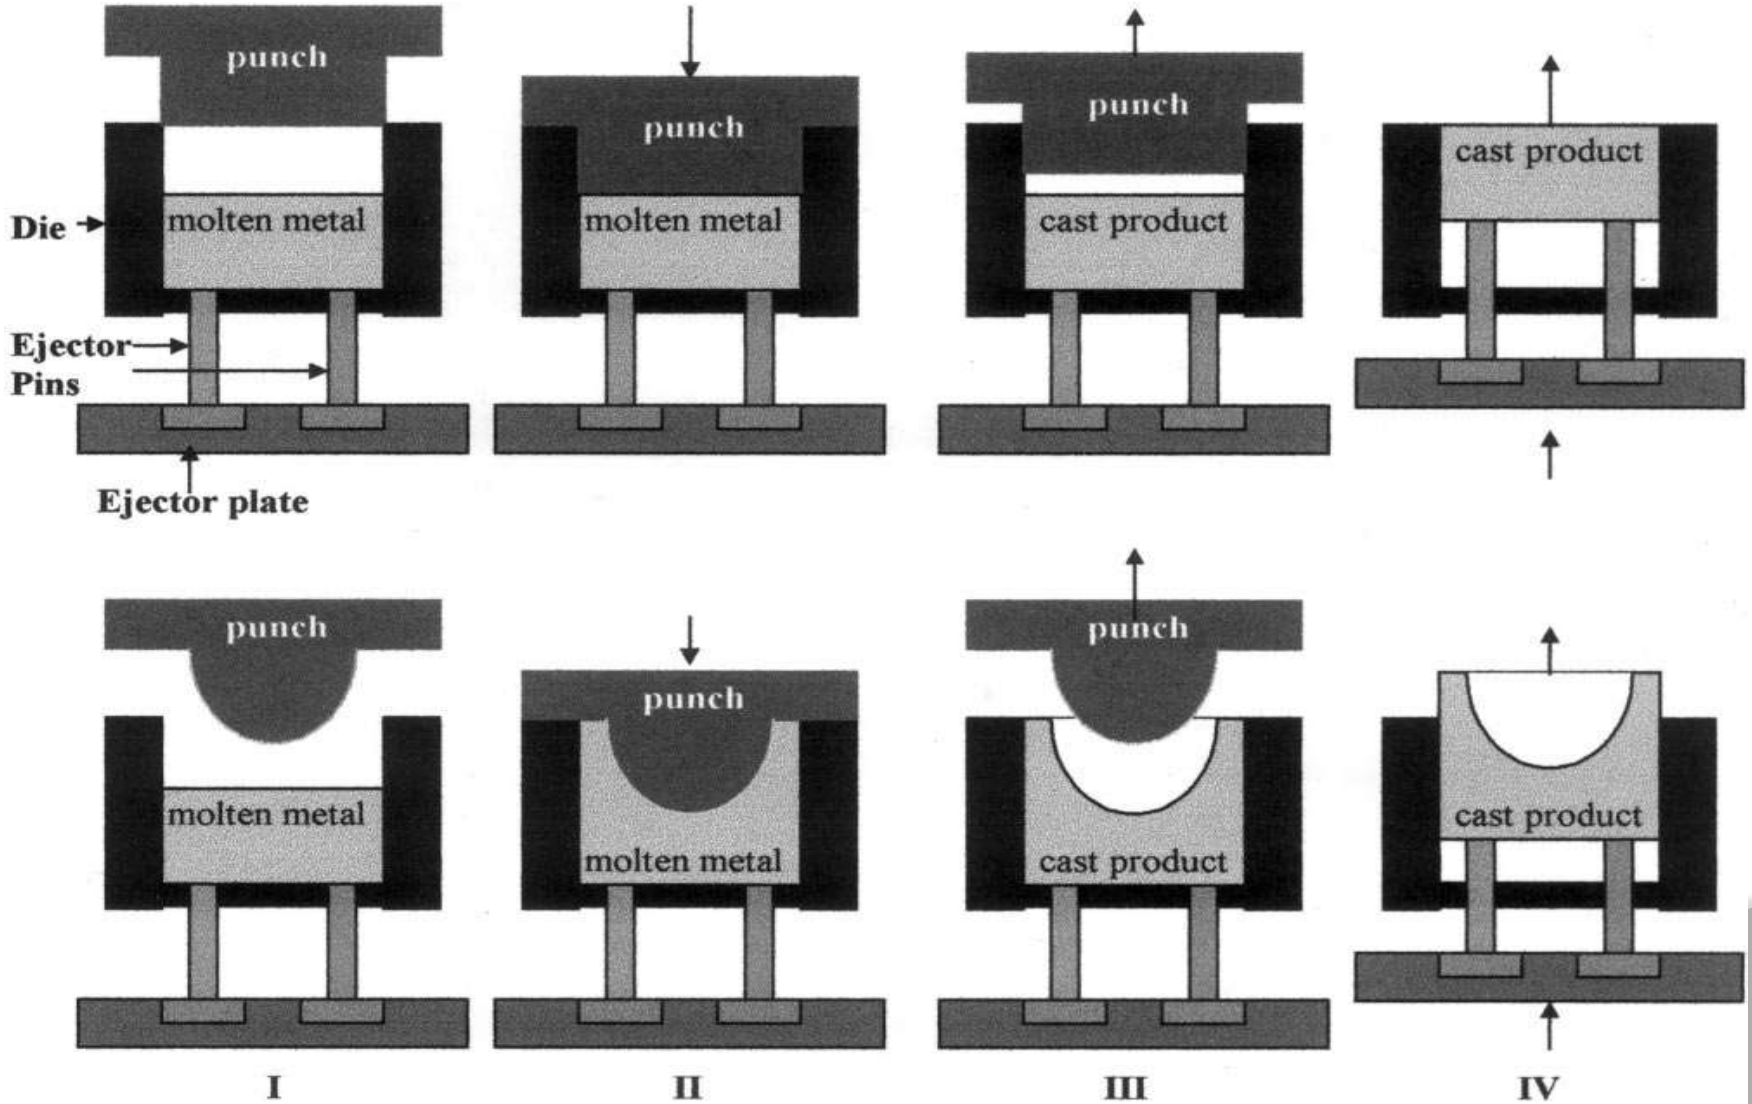 punch
punch
punch
cast product
Die
molten metal
molten metal
cast product
Ejector
Pins
Ejector plate
punch
punch
punch
molten metal
molten metal
cast product
cast product
I
II
III
IV